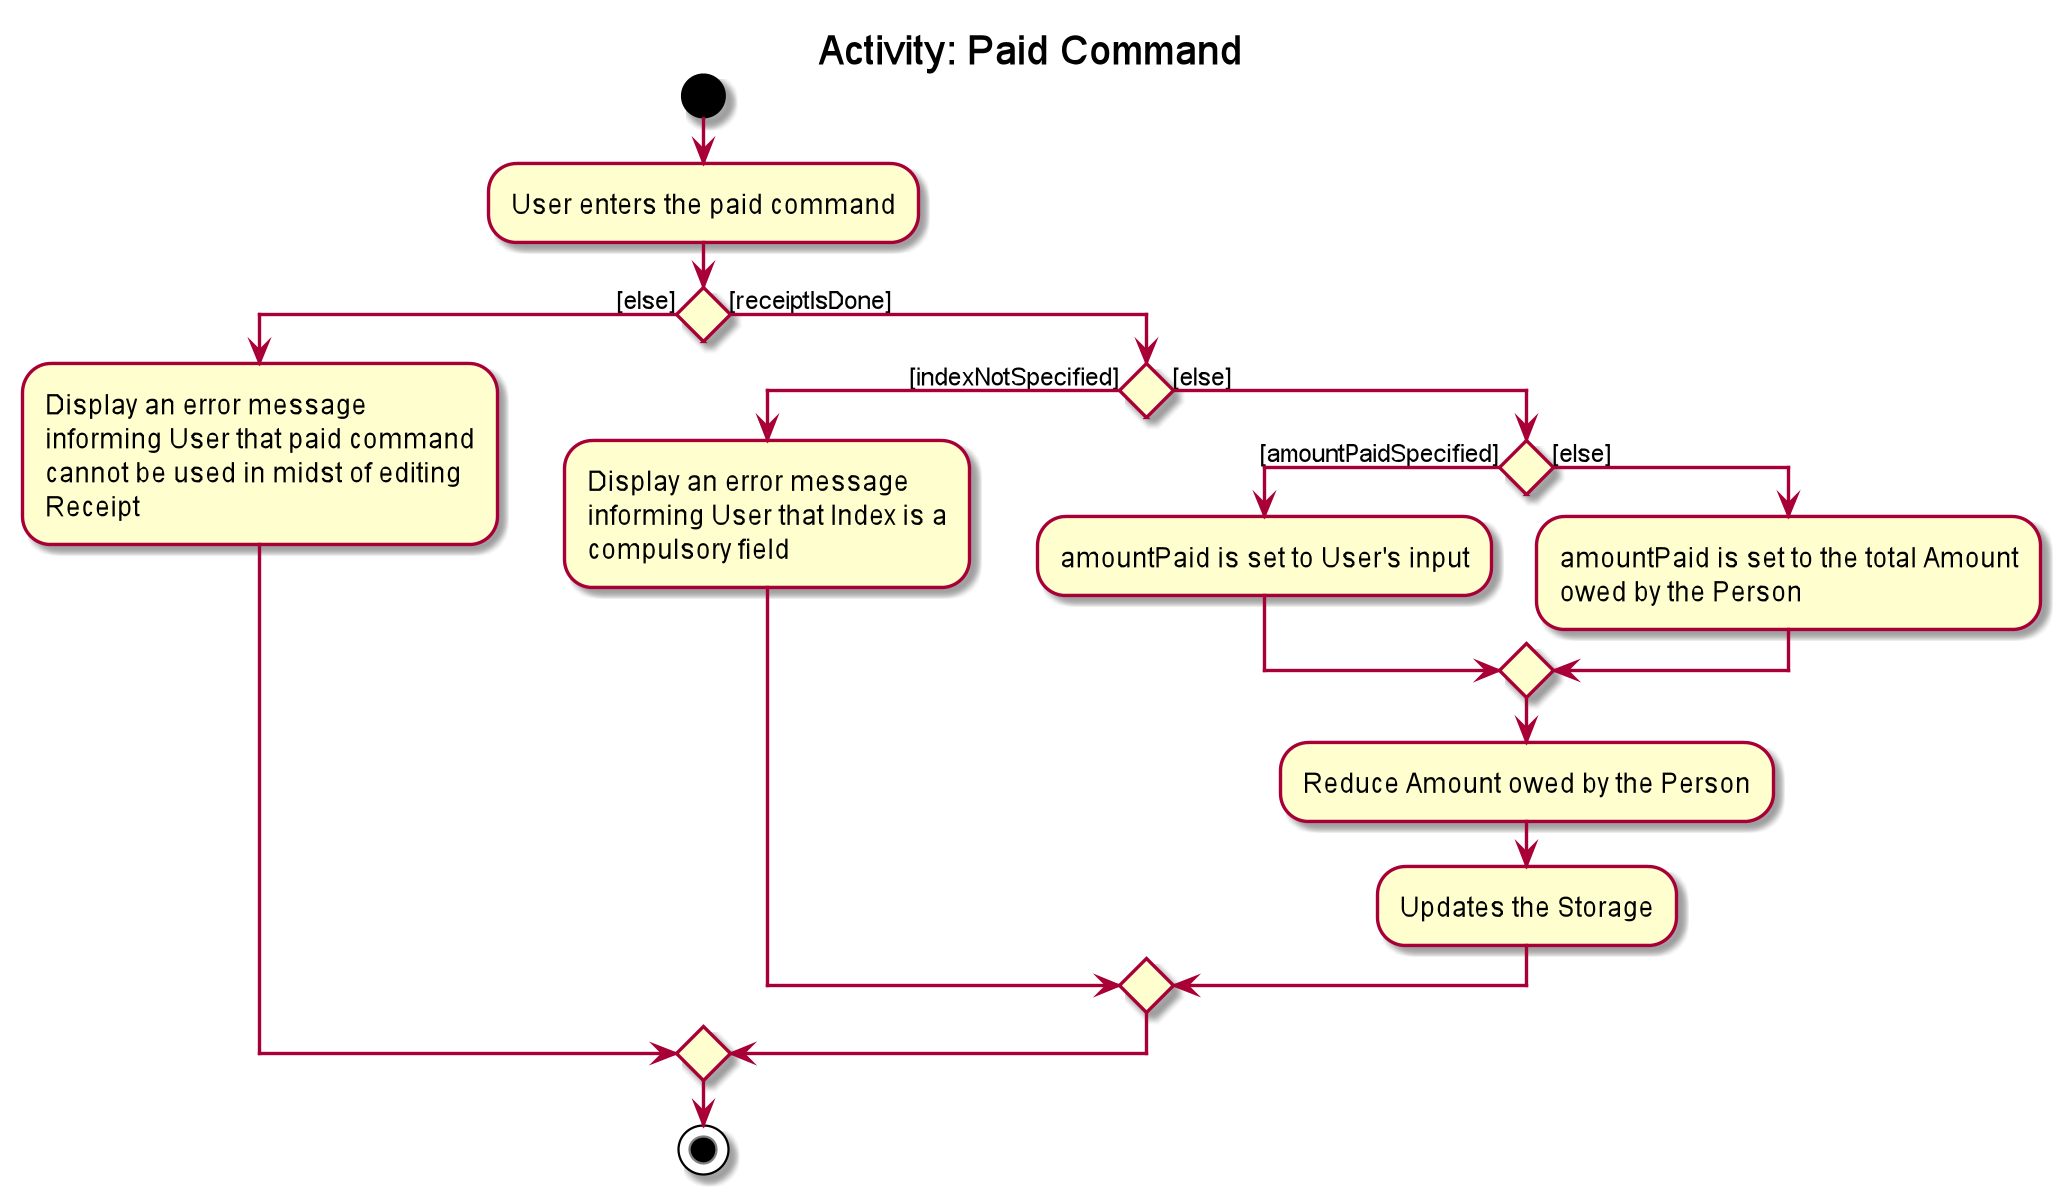 Activity: Paid Command
User enters the paid command
[else]
[receiptIsDone]
Display an error message
informing User that paid command
cannot be used in midst of editing
Receipt
[indexNotSpecified]
[else]
Display an error message
informing User that Index is a
compulsory field
[amountPaidSpecified]
[else]
amountPaid is set to User's input
amountPaid is set to the total Amount
owed by the Person
Reduce Amount owed by the Person
Updates the Storage